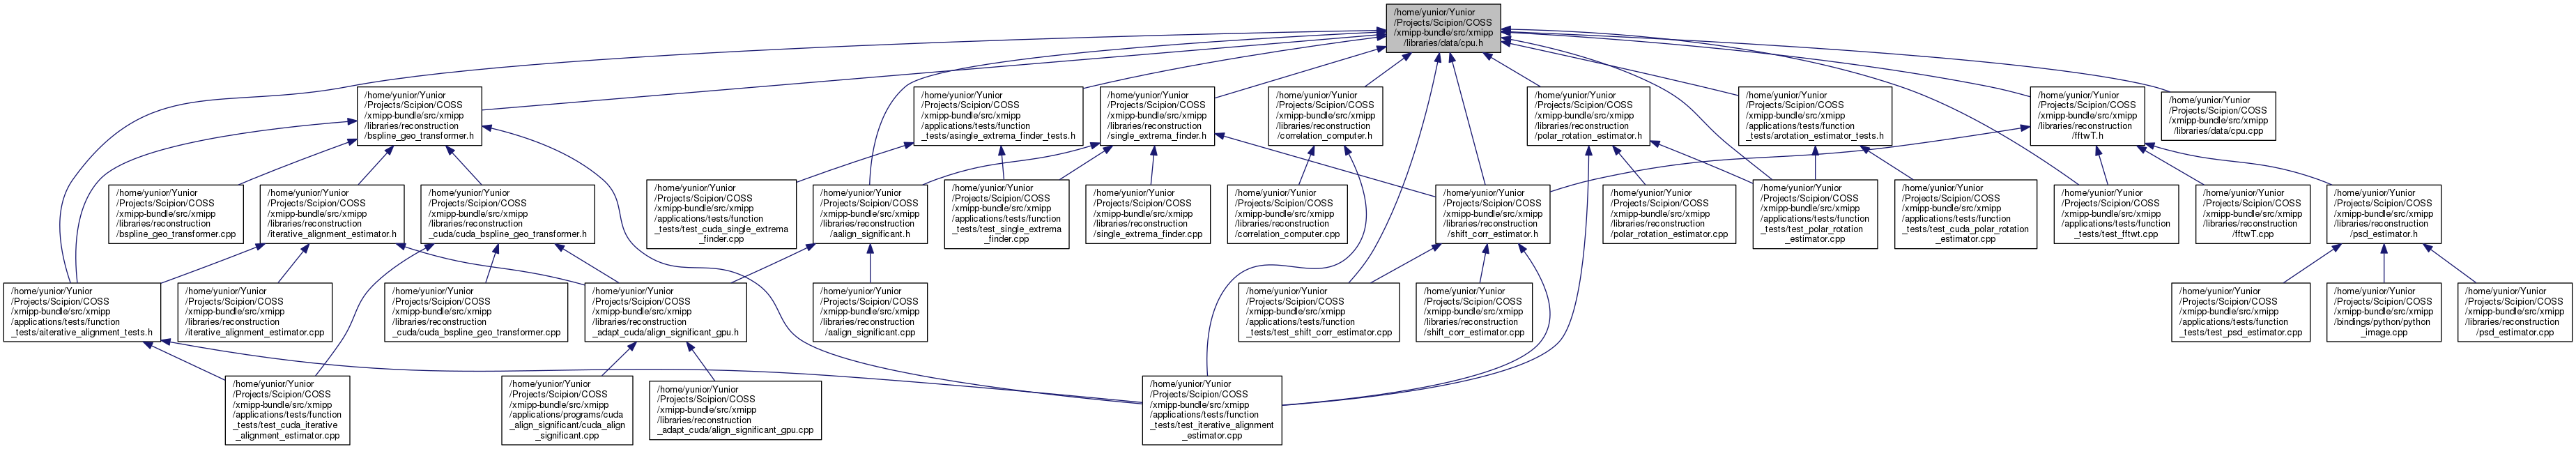 /home/yunior/Yunior
/Projects/Scipion/COSS
/xmipp-bundle/src/xmipp
/libraries/data/cpu.h
/home/yunior/Yunior
/Projects/Scipion/COSS
/xmipp-bundle/src/xmipp
/libraries/reconstruction
/bspline_geo_transformer.h
/home/yunior/Yunior
/Projects/Scipion/COSS
/xmipp-bundle/src/xmipp
/applications/tests/function
_tests/asingle_extrema_finder_tests.h
/home/yunior/Yunior
/Projects/Scipion/COSS
/xmipp-bundle/src/xmipp
/libraries/reconstruction
/single_extrema_finder.h
/home/yunior/Yunior
/Projects/Scipion/COSS
/xmipp-bundle/src/xmipp
/libraries/reconstruction
/correlation_computer.h
/home/yunior/Yunior
/Projects/Scipion/COSS
/xmipp-bundle/src/xmipp
/libraries/reconstruction
/polar_rotation_estimator.h
/home/yunior/Yunior
/Projects/Scipion/COSS
/xmipp-bundle/src/xmipp
/applications/tests/function
_tests/arotation_estimator_tests.h
/home/yunior/Yunior
/Projects/Scipion/COSS
/xmipp-bundle/src/xmipp
/libraries/reconstruction
/fftwT.h
/home/yunior/Yunior
/Projects/Scipion/COSS
/xmipp-bundle/src/xmipp
/libraries/data/cpu.cpp
/home/yunior/Yunior
/Projects/Scipion/COSS
/xmipp-bundle/src/xmipp
/libraries/reconstruction
/bspline_geo_transformer.cpp
/home/yunior/Yunior
/Projects/Scipion/COSS
/xmipp-bundle/src/xmipp
/libraries/reconstruction
/iterative_alignment_estimator.h
/home/yunior/Yunior
/Projects/Scipion/COSS
/xmipp-bundle/src/xmipp
/libraries/reconstruction
_cuda/cuda_bspline_geo_transformer.h
/home/yunior/Yunior
/Projects/Scipion/COSS
/xmipp-bundle/src/xmipp
/applications/tests/function
_tests/test_cuda_single_extrema
_finder.cpp
/home/yunior/Yunior
/Projects/Scipion/COSS
/xmipp-bundle/src/xmipp
/libraries/reconstruction
/aalign_significant.h
/home/yunior/Yunior
/Projects/Scipion/COSS
/xmipp-bundle/src/xmipp
/applications/tests/function
_tests/test_single_extrema
_finder.cpp
/home/yunior/Yunior
/Projects/Scipion/COSS
/xmipp-bundle/src/xmipp
/libraries/reconstruction
/single_extrema_finder.cpp
/home/yunior/Yunior
/Projects/Scipion/COSS
/xmipp-bundle/src/xmipp
/libraries/reconstruction
/correlation_computer.cpp
/home/yunior/Yunior
/Projects/Scipion/COSS
/xmipp-bundle/src/xmipp
/libraries/reconstruction
/shift_corr_estimator.h
/home/yunior/Yunior
/Projects/Scipion/COSS
/xmipp-bundle/src/xmipp
/libraries/reconstruction
/polar_rotation_estimator.cpp
/home/yunior/Yunior
/Projects/Scipion/COSS
/xmipp-bundle/src/xmipp
/applications/tests/function
_tests/test_polar_rotation
_estimator.cpp
/home/yunior/Yunior
/Projects/Scipion/COSS
/xmipp-bundle/src/xmipp
/applications/tests/function
_tests/test_cuda_polar_rotation
_estimator.cpp
/home/yunior/Yunior
/Projects/Scipion/COSS
/xmipp-bundle/src/xmipp
/applications/tests/function
_tests/test_fftwt.cpp
/home/yunior/Yunior
/Projects/Scipion/COSS
/xmipp-bundle/src/xmipp
/libraries/reconstruction
/fftwT.cpp
/home/yunior/Yunior
/Projects/Scipion/COSS
/xmipp-bundle/src/xmipp
/libraries/reconstruction
/psd_estimator.h
/home/yunior/Yunior
/Projects/Scipion/COSS
/xmipp-bundle/src/xmipp
/applications/tests/function
_tests/aiterative_alignment_tests.h
/home/yunior/Yunior
/Projects/Scipion/COSS
/xmipp-bundle/src/xmipp
/libraries/reconstruction
/iterative_alignment_estimator.cpp
/home/yunior/Yunior
/Projects/Scipion/COSS
/xmipp-bundle/src/xmipp
/libraries/reconstruction
_cuda/cuda_bspline_geo_transformer.cpp
/home/yunior/Yunior
/Projects/Scipion/COSS
/xmipp-bundle/src/xmipp
/libraries/reconstruction
_adapt_cuda/align_significant_gpu.h
/home/yunior/Yunior
/Projects/Scipion/COSS
/xmipp-bundle/src/xmipp
/libraries/reconstruction
/aalign_significant.cpp
/home/yunior/Yunior
/Projects/Scipion/COSS
/xmipp-bundle/src/xmipp
/applications/tests/function
_tests/test_shift_corr_estimator.cpp
/home/yunior/Yunior
/Projects/Scipion/COSS
/xmipp-bundle/src/xmipp
/libraries/reconstruction
/shift_corr_estimator.cpp
/home/yunior/Yunior
/Projects/Scipion/COSS
/xmipp-bundle/src/xmipp
/applications/tests/function
_tests/test_psd_estimator.cpp
/home/yunior/Yunior
/Projects/Scipion/COSS
/xmipp-bundle/src/xmipp
/bindings/python/python
_image.cpp
/home/yunior/Yunior
/Projects/Scipion/COSS
/xmipp-bundle/src/xmipp
/libraries/reconstruction
/psd_estimator.cpp
/home/yunior/Yunior
/Projects/Scipion/COSS
/xmipp-bundle/src/xmipp
/applications/tests/function
_tests/test_cuda_iterative
_alignment_estimator.cpp
/home/yunior/Yunior
/Projects/Scipion/COSS
/xmipp-bundle/src/xmipp
/applications/programs/cuda
_align_significant/cuda_align
_significant.cpp
/home/yunior/Yunior
/Projects/Scipion/COSS
/xmipp-bundle/src/xmipp
/libraries/reconstruction
_adapt_cuda/align_significant_gpu.cpp
/home/yunior/Yunior
/Projects/Scipion/COSS
/xmipp-bundle/src/xmipp
/applications/tests/function
_tests/test_iterative_alignment
_estimator.cpp